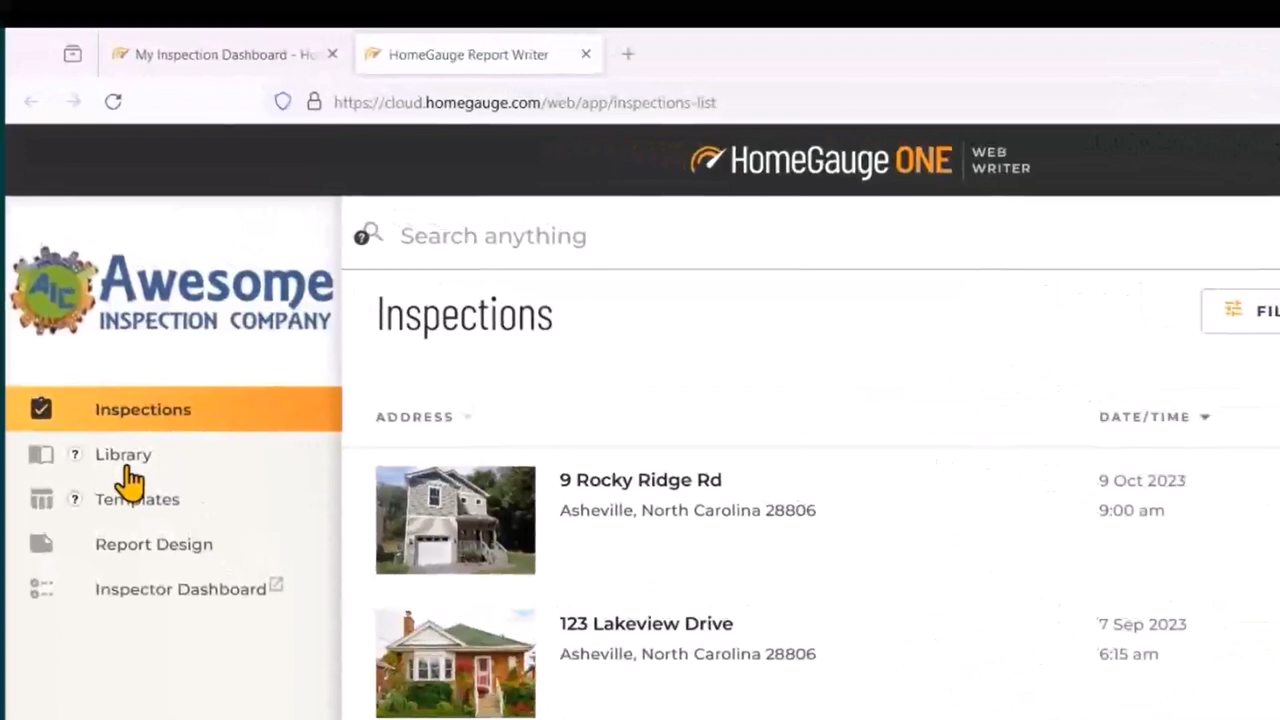 My Inspection Dashboard - Ho
HomeGauge Report Writer
https://cloud.homegauge.com/web/app/inspections-list
HomeGauge ONE
WEB
WRITER
AIC
Awesome
INSPECTION COMPANY
Search anything
Inspections
FIL
ADDRESS
DATE/TIME
Inspections
Library
Templates
Report Design
Inspector Dashboard
9 Rocky Ridge Rd
9 Oct 2023
Asheville, North Carolina 28806
9:00 am
123 Lakeview Drive
7 Sep 2023
Asheville, North Carolina 28806
6:15 am